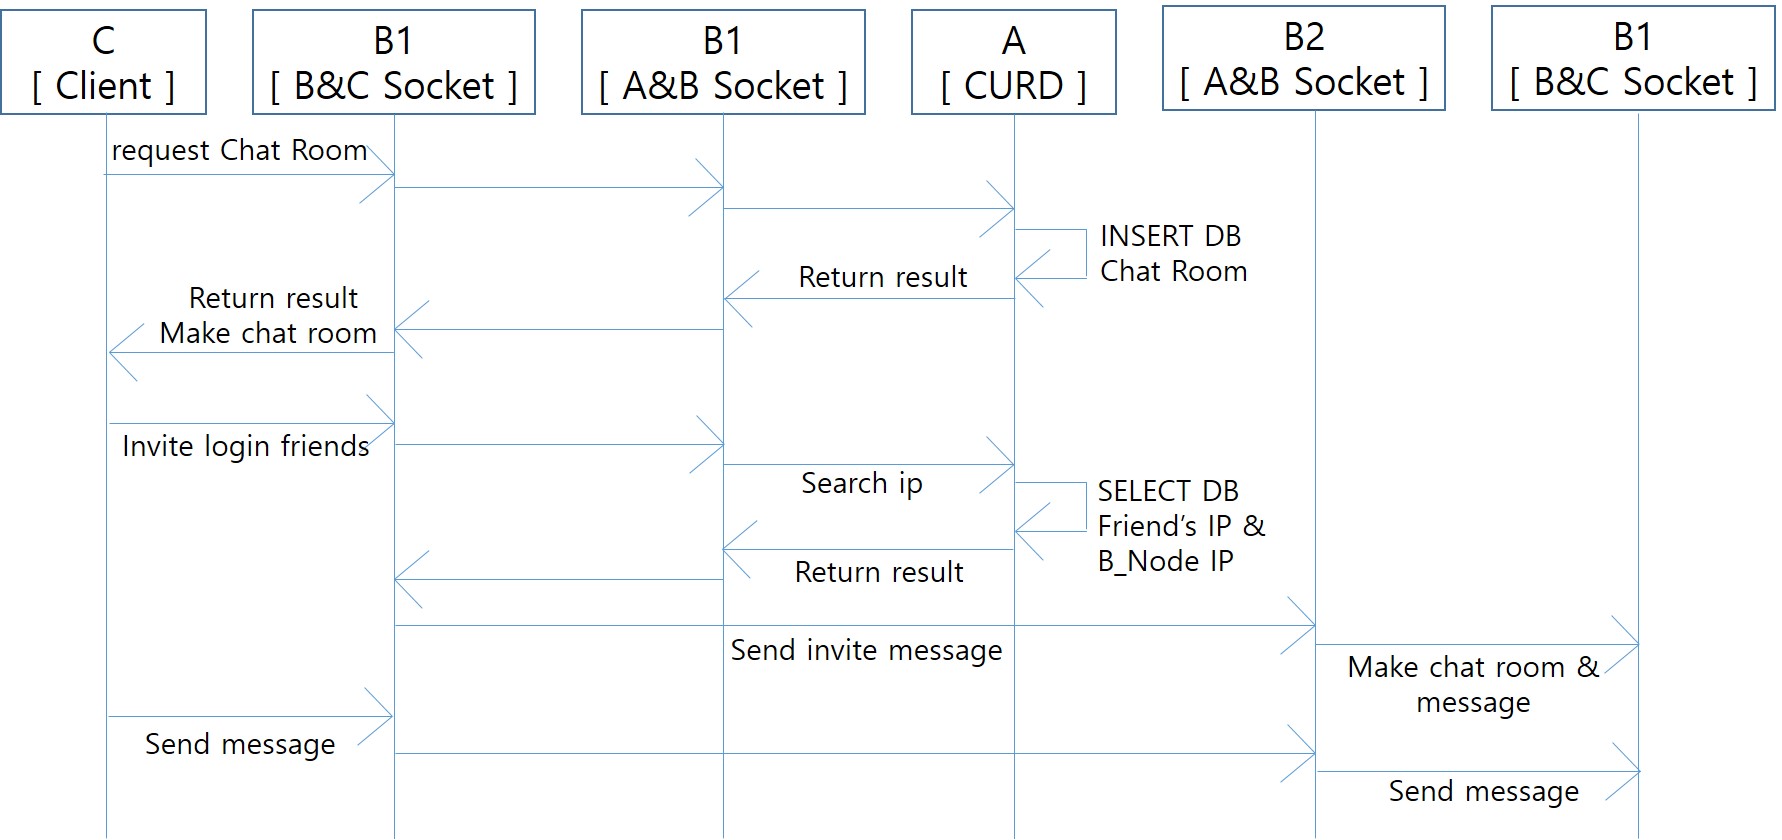 C
[ Client ]
B1
[ B&C Socket ]
B1
[ A&B Socket ]
A
[ CURD ]
B2
[ A&B Socket ]
B1
[ B&C Socket ]
request Chat Room
INSERT DB
Chat Room
Return result
Return result
Make chat room
Invite login friends
Search ip
SELECT DB
Friend’s IP &
B_Node IP
Return result
Send invite message
Make chat room &
message
Send message
Send message